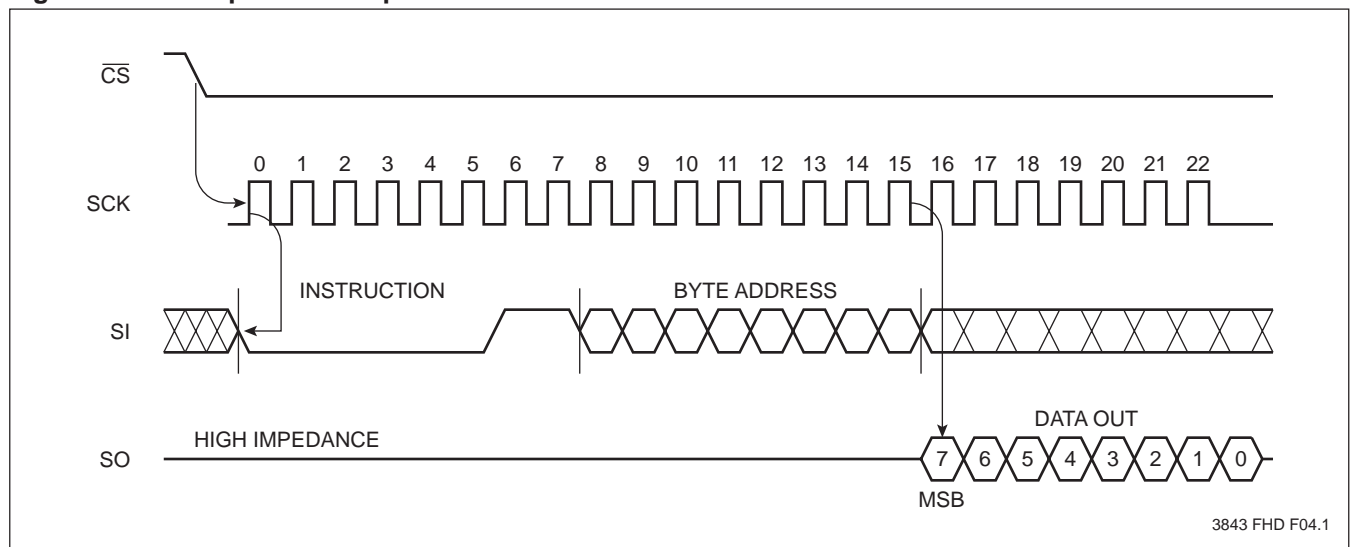 CS
0 1 2 3 4 5 6 7 8 9 10 11 12 13 14 15 16 17 18 19 20 21 22
SCK
INSTRUCTION BYTE ADDRESS
SI
DATA OUT
HIGH IMPEDANCE
SO
7 6 5 4 3 2 1 0
MSB
3843 FHD F04.1